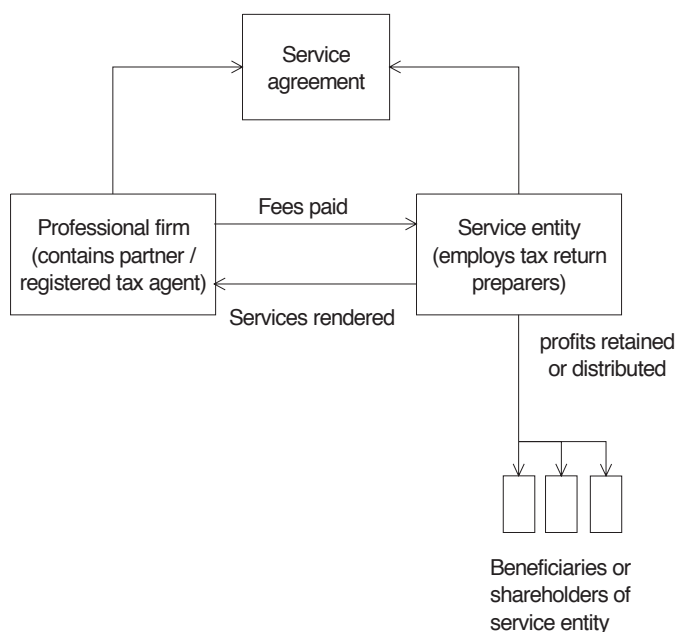 Service
agreement
Fees paid
Professional firm
(contains partner /
registered tax agent)
Service entity
(employs tax return
preparers)
Services rendered
profits retained
or distributed
Beneficiaries or
shareholders of
service entity